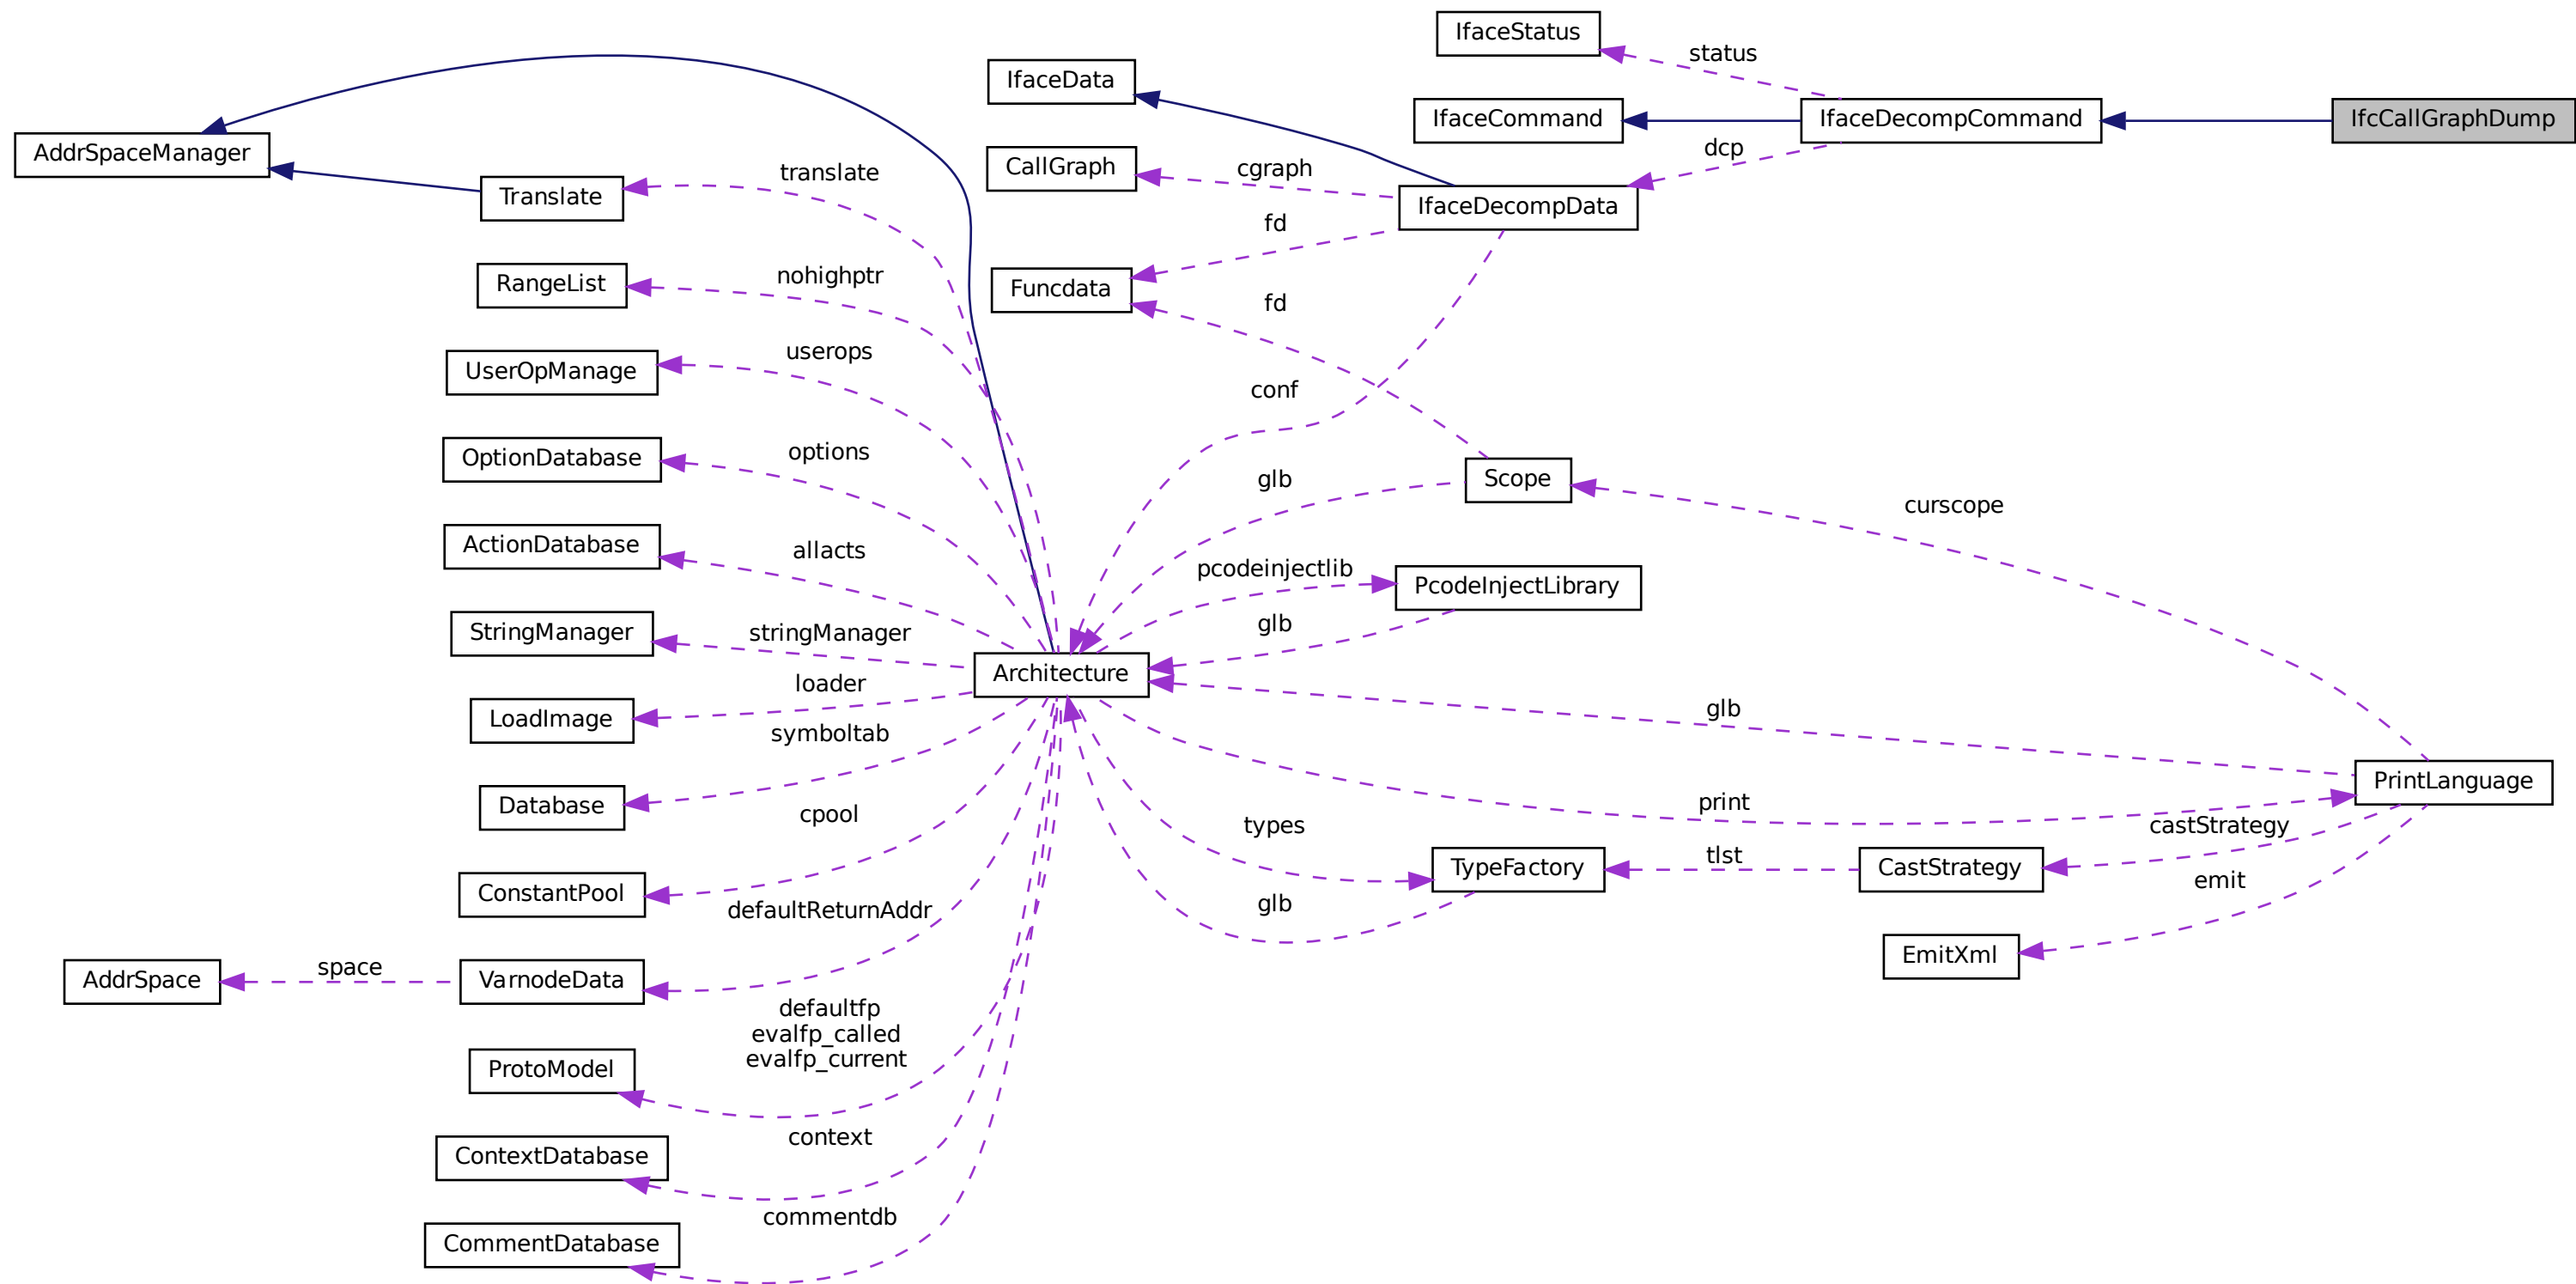 IfaceStatus
status
IfaceData
IfaceCommand
IfaceDecompCommand
IfcCallGraphDump
AddrSpaceManager
CallGraph
cgraph
dcp
translate
Translate
IfaceDecompData
fd
RangeList
nohighptr
Funcdata
fd
UserOpManage
userops
conf
OptionDatabase
options
glb
Scope
curscope
ActionDatabase
allacts
pcodeinjectlib
PcodeInjectLibrary
StringManager
stringManager
glb
Architecture
loader
LoadImage
symboltab
glb
PrintLanguage
Database
cpool
print
types
castStrategy
ConstantPool
TypeFactory
tlst
CastStrategy
defaultReturnAddr
glb
emit
EmitXml
AddrSpace
space
VarnodeData
defaultfp
evalfp_called
evalfp_current
ProtoModel
context
ContextDatabase
commentdb
CommentDatabase